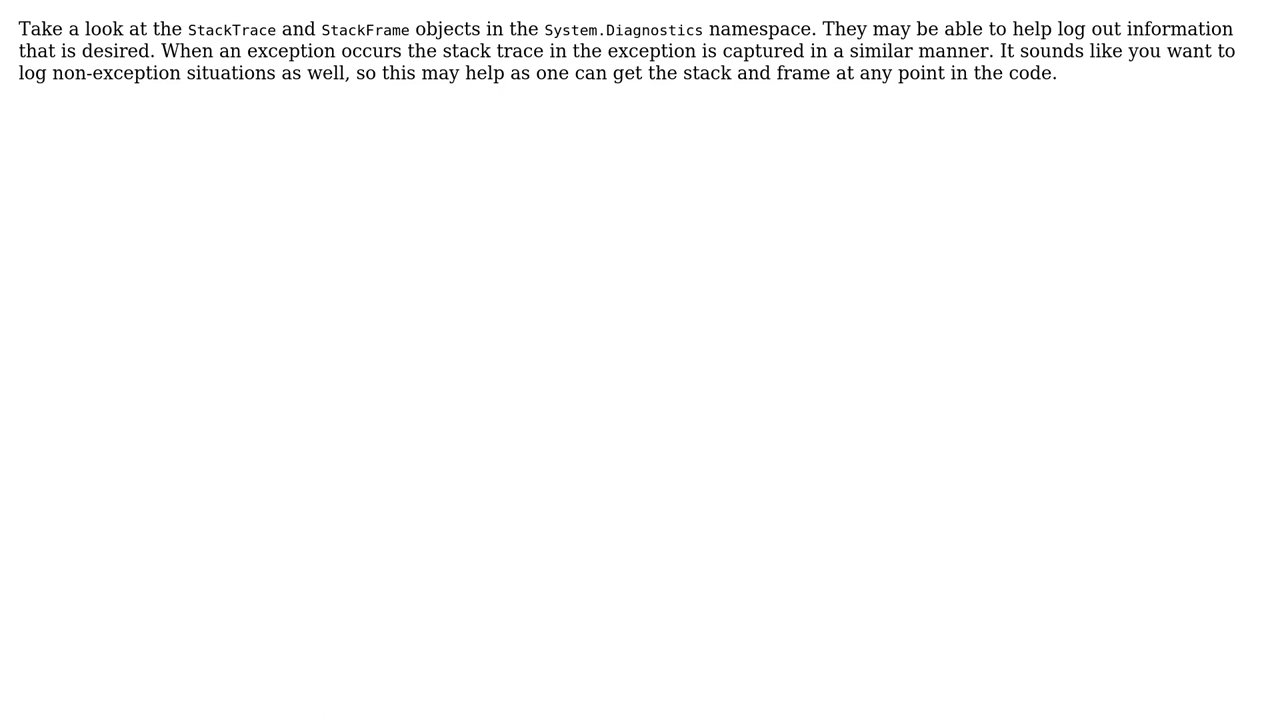 Take a look at the StackTrace and StackFrame objects in the System.Diagnostics namespace. They may be able to help log out information
that is desired. When an exception occurs the stack trace in the exception is captured in a similar manner. It sounds like you want to
log non-exception situations as well, so this may help as one can get the stack and frame at any point in the code.